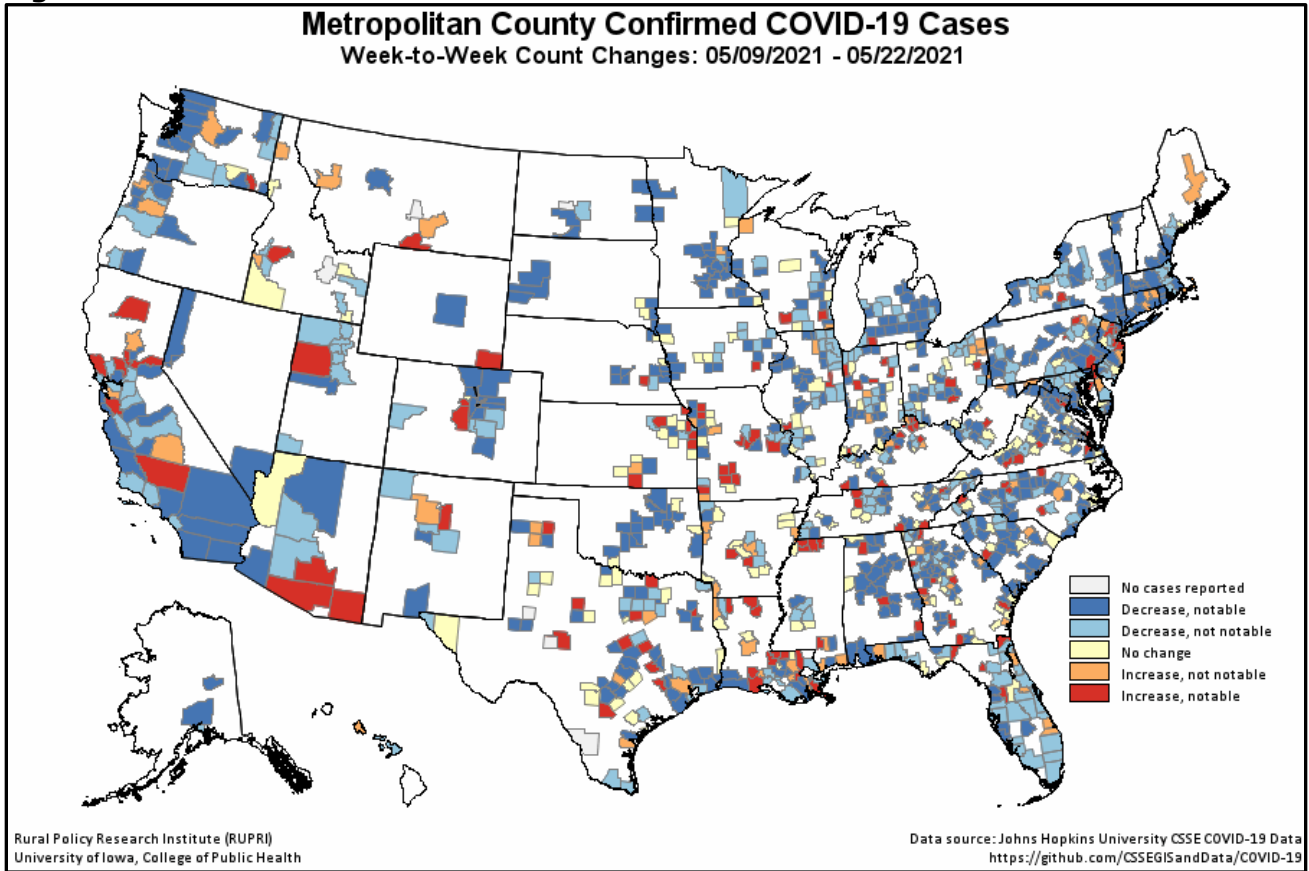 Metropolitan County Confirmed COVID-19 Cases
Week-to-Week Count Changes: 05/09/2021 - 05/22/2021
No cases reported
Decrease, notable
Decrease, not notable
No change
Increase, not notable
Increase, notable
Rural Policy Research Institute (RUPRI)
University of Iowa, College of Public Health
Data source: Johns Hopkins University CSSE COVID-19 Data
https://github.com/CSSEGISandData/COVID-19